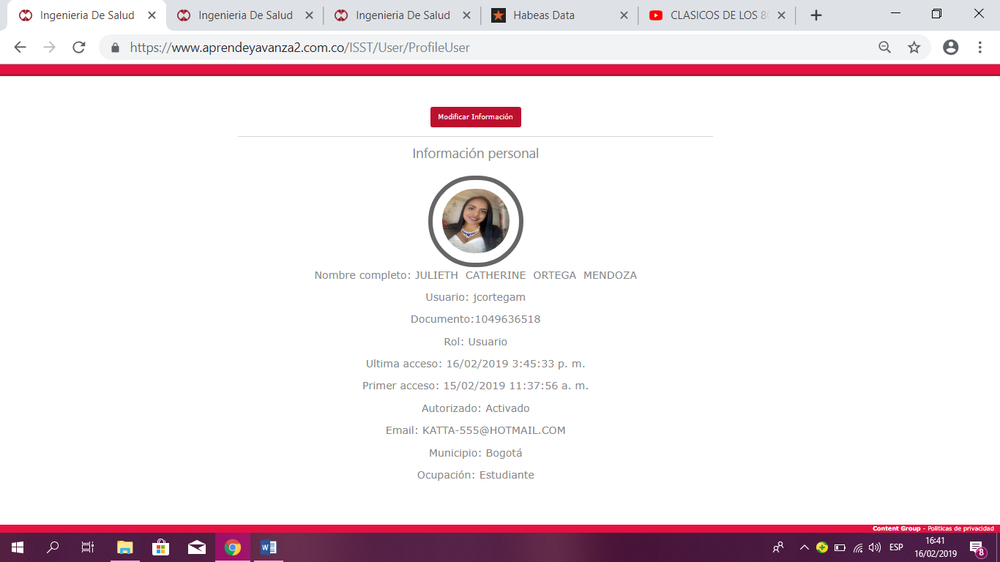 Ingenieria De Salud
Ingenieria De Salud
Ingenieria De Salud
Habeas Data
CLASICOS DE LOS 80
https://www.aprendeyavanza2.com.co/ISST/User/ProfileUser
Modificar Información
Información personal
Nombre completo: JULIETH CATHERINE ORTEGA MENDOZA
Usuario: jcortegam
Documento:1049636518
Rol: Usuario
Ultima acceso: 16/02/2019 3:45:33 p. m.
Primer acceso: 15/02/2019 11:37:56 a. m.
Autorizado: Activado
Email: KATTA-555@HOTMAIL.COM
Municipio: Bogotá
Ocupación: Estudiante
Content Group - Politicas de privacidad
ESP
16:41
16/02/2019
8